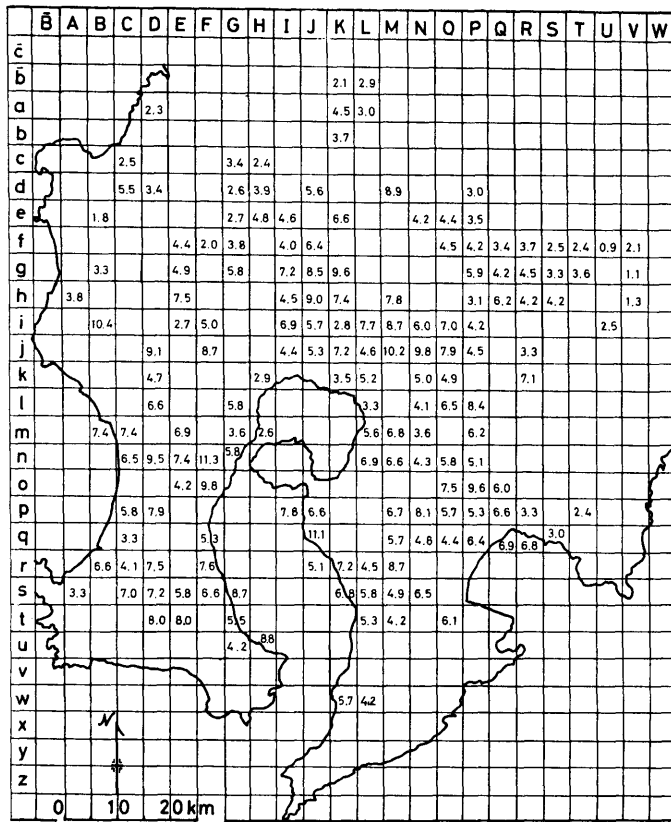 B̄ A B C D E F G H I J K L M N O P Q R S T U V W
c̄
b̄ 2.1 2.9
a 2.3 4.5 3.0
b 3.7
c 2.5 3.4 2.4
d 5.5 3.4 2.6 3.9 5.6 8.9 3.0
e 1.8 2.7 4.8 4.6 6.6 4.2 4.4 3.5
f 4.4 2.0 3.8 4.0 6.4 4.5 4.2 3.4 3.7 2.5 2.4 0.9 2.1
g 3.3 4.9 5.8 7.2 8.5 9.6 5.9 4.2 4.5 3.3 3.6 1.1
h 3.8 7.5 4.5 9.0 7.4 7.8 3.1 6.2 4.2 4.2 1.3
i 10.4 2.7 5.0 6.9 5.7 2.8 7.7 8.7 6.0 7.0 4.2 2.5
j 9.1 8.7 4.4 5.3 7.2 4.6 10.2 9.8 7.9 4.5 3.3
k 4.7 2.9 3.5 5.2 5.0 4.9 7.1
l 6.6 5.8 3.3 4.1 6.5 8.4
m 7.4 7.4 6.9 3.6 2.6 5.6 6.8 3.6 6.2
n 6.5 9.5 7.4 11.3 5.8 6.9 6.6 4.3 5.8 5.1
o 4.2 9.8 7.5 9.6 6.0
p 5.8 7.9 7.8 6.6 6.7 8.1 5.7 5.3 6.6 3.3 2.4
q 3.3 5.3 11.1 5.7 4.8 4.4 6.4 6.9 6.8 3.0
r 6.6 4.1 7.5 7.6 5.1 7.2 4.5 8.7
s 3.3 7.0 7.2 5.8 6.6 8.7 6.8 5.8 4.9 6.5
t 8.0 8.0 5.5 5.3 4.2 6.1
u 4.2 8.8
v
w 5.7 4.2
x N
y
z
0 10 20 km